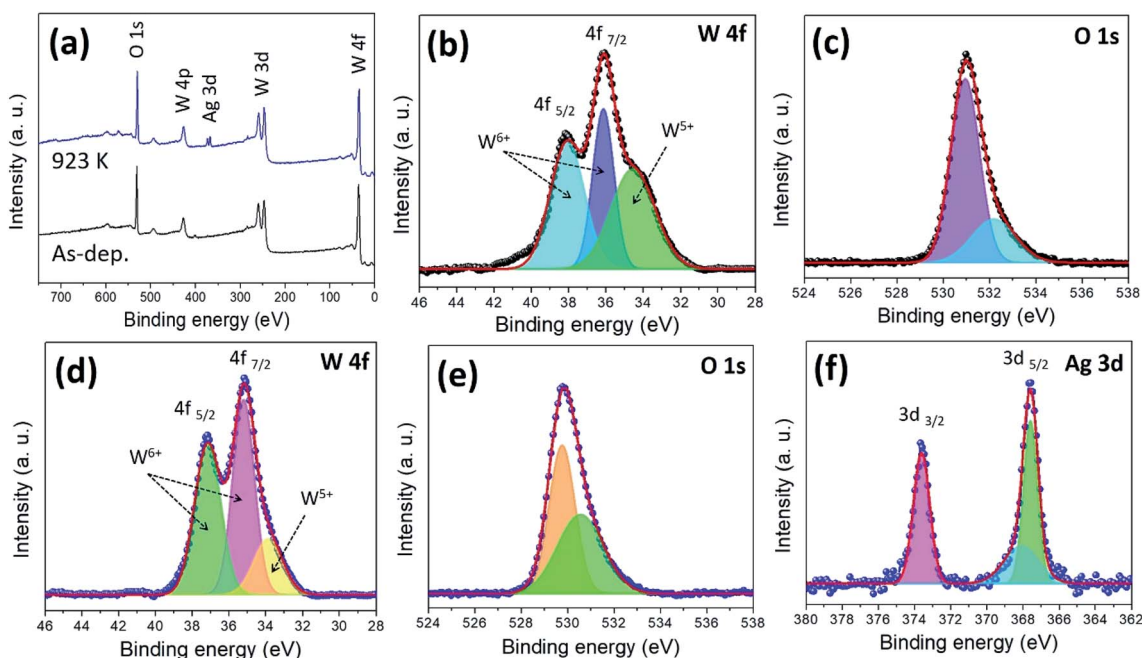 (a)
O 1s
W 4p
Ag 3d
W 3d
W 4f
923 K
As-dep.
Intensity (a. u.)
750 600 450 300 150 0
Binding energy (eV)
(b)
W 4f
4f 7/2
4f 5/2
W6+
W5+
Intensity (a. u.)
46 44 42 40 38 36 34 32 30 28
Binding energy (eV)
(c)
O 1s
Intensity (a. u.)
524 526 528 530 532 534 536 538
Binding energy (eV)
(d)
W 4f
4f 7/2
4f 5/2
W6+
W5+
Intensity (a. u.)
46 44 42 40 38 36 34 32 30 28
Binding energy (eV)
(e)
O 1s
Intensity (a. u.)
524 526 528 530 532 534 536 538
Binding energy (eV)
(f)
3d 5/2
Ag 3d
3d 3/2
Intensity (a. u.)
380 378 376 374 372 370 368 366 364 362
Binding energy (eV)